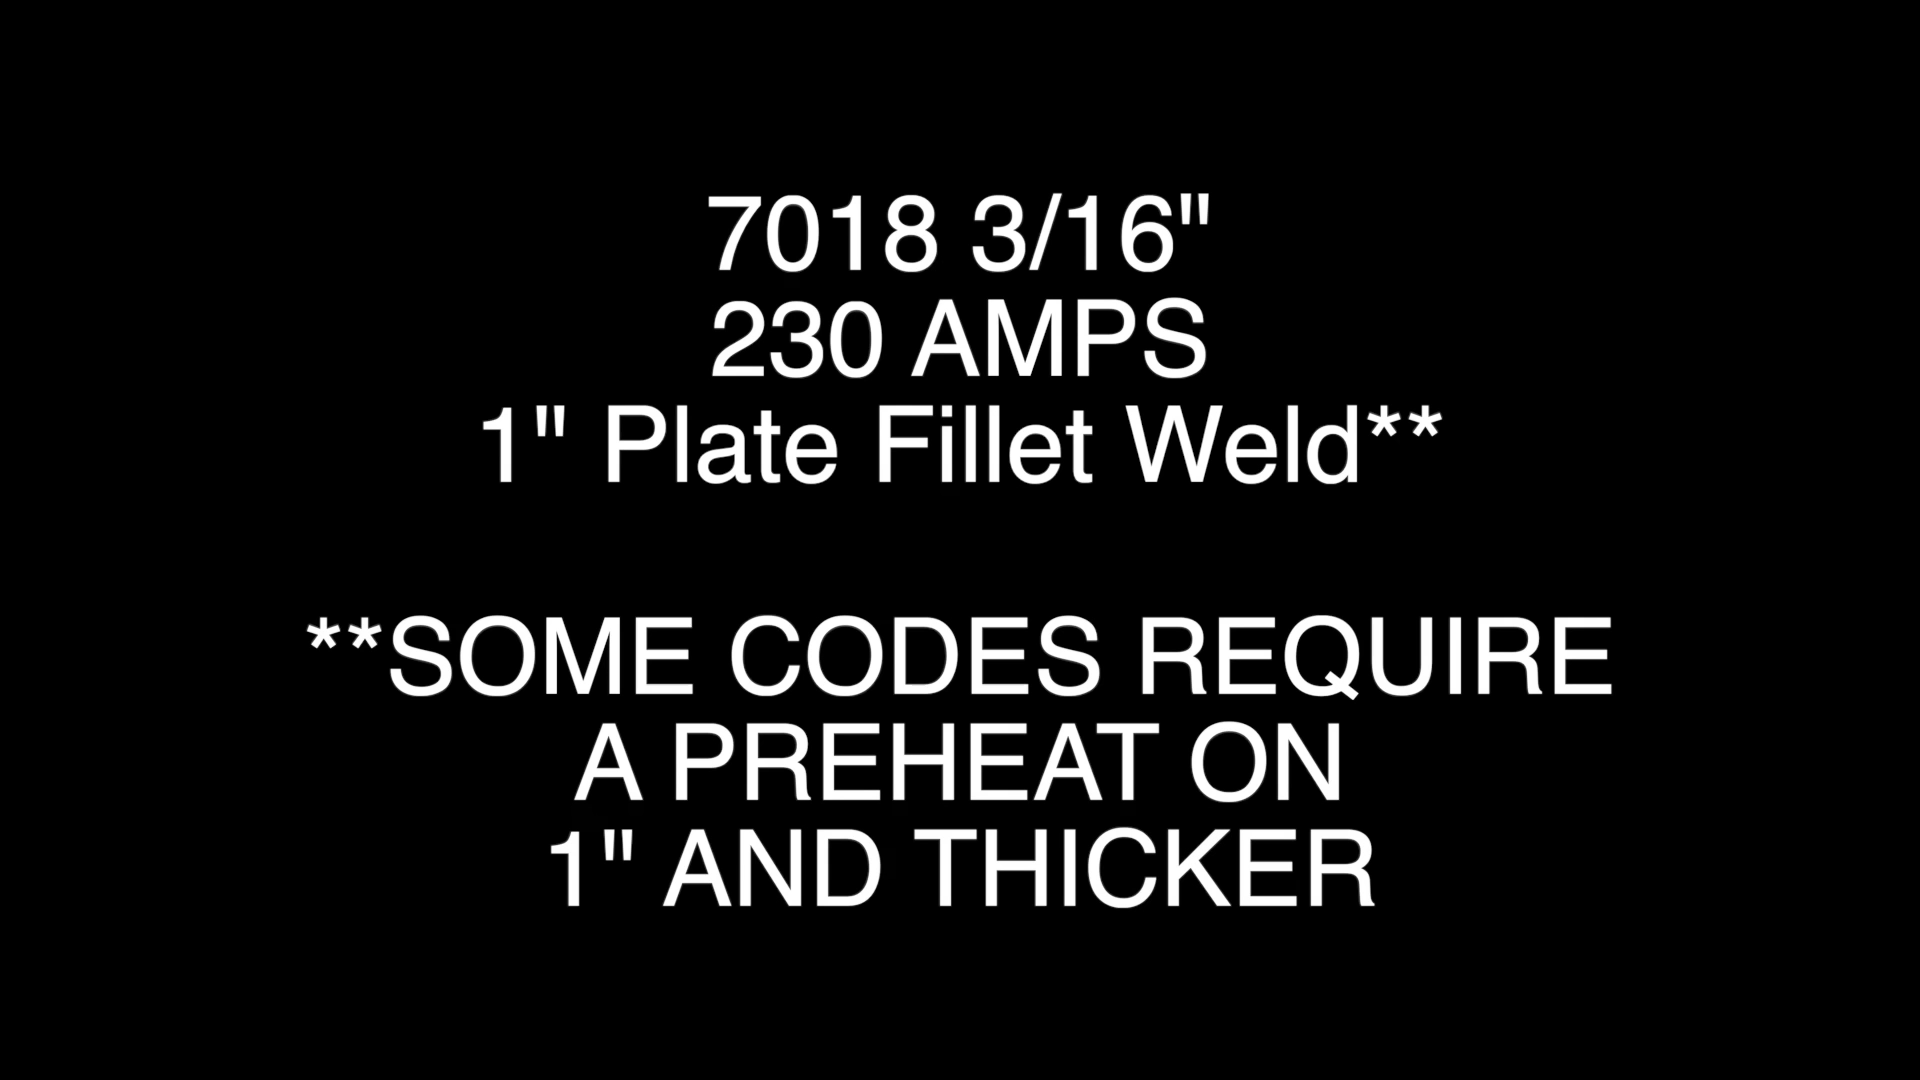 7018 3/16"
230 AMPS
1" Plate Fillet Weld**
**SOME CODES REQUIRE
A PREHEAT ON
1" AND THICKER